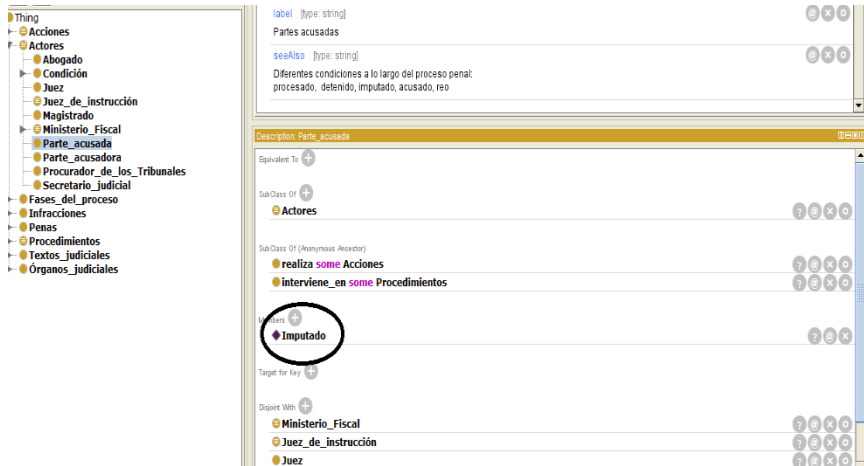 Thing
Acciones
Actores
Abogado
Condición
Juez
Juez_de_instrucción
Magistrado
Ministerio_Fiscal
Parte_acusada
Parte_acusadora
Procurador_de_los_Tribunales
Secretario_judicial
Fases_del_proceso
Infracciones
Penas
Procedimientos
Textos_judiciales
Órganos_judiciales
label [type: string]
Partes acusadas
seeAlso [type: string]
Diferentes condiciones a lo largo del proceso penal:
procesado, detenido, imputado, acusado, reo
Description: Parte_acusada
Equivalent To
SubClass Of
Actores
SubClass Of (Anonymous Ancestor)
realiza some Acciones
interviene_en some Procedimientos
Members
Imputado
Target for Key
Disjoint With
Ministerio_Fiscal
Juez_de_instrucción
Juez